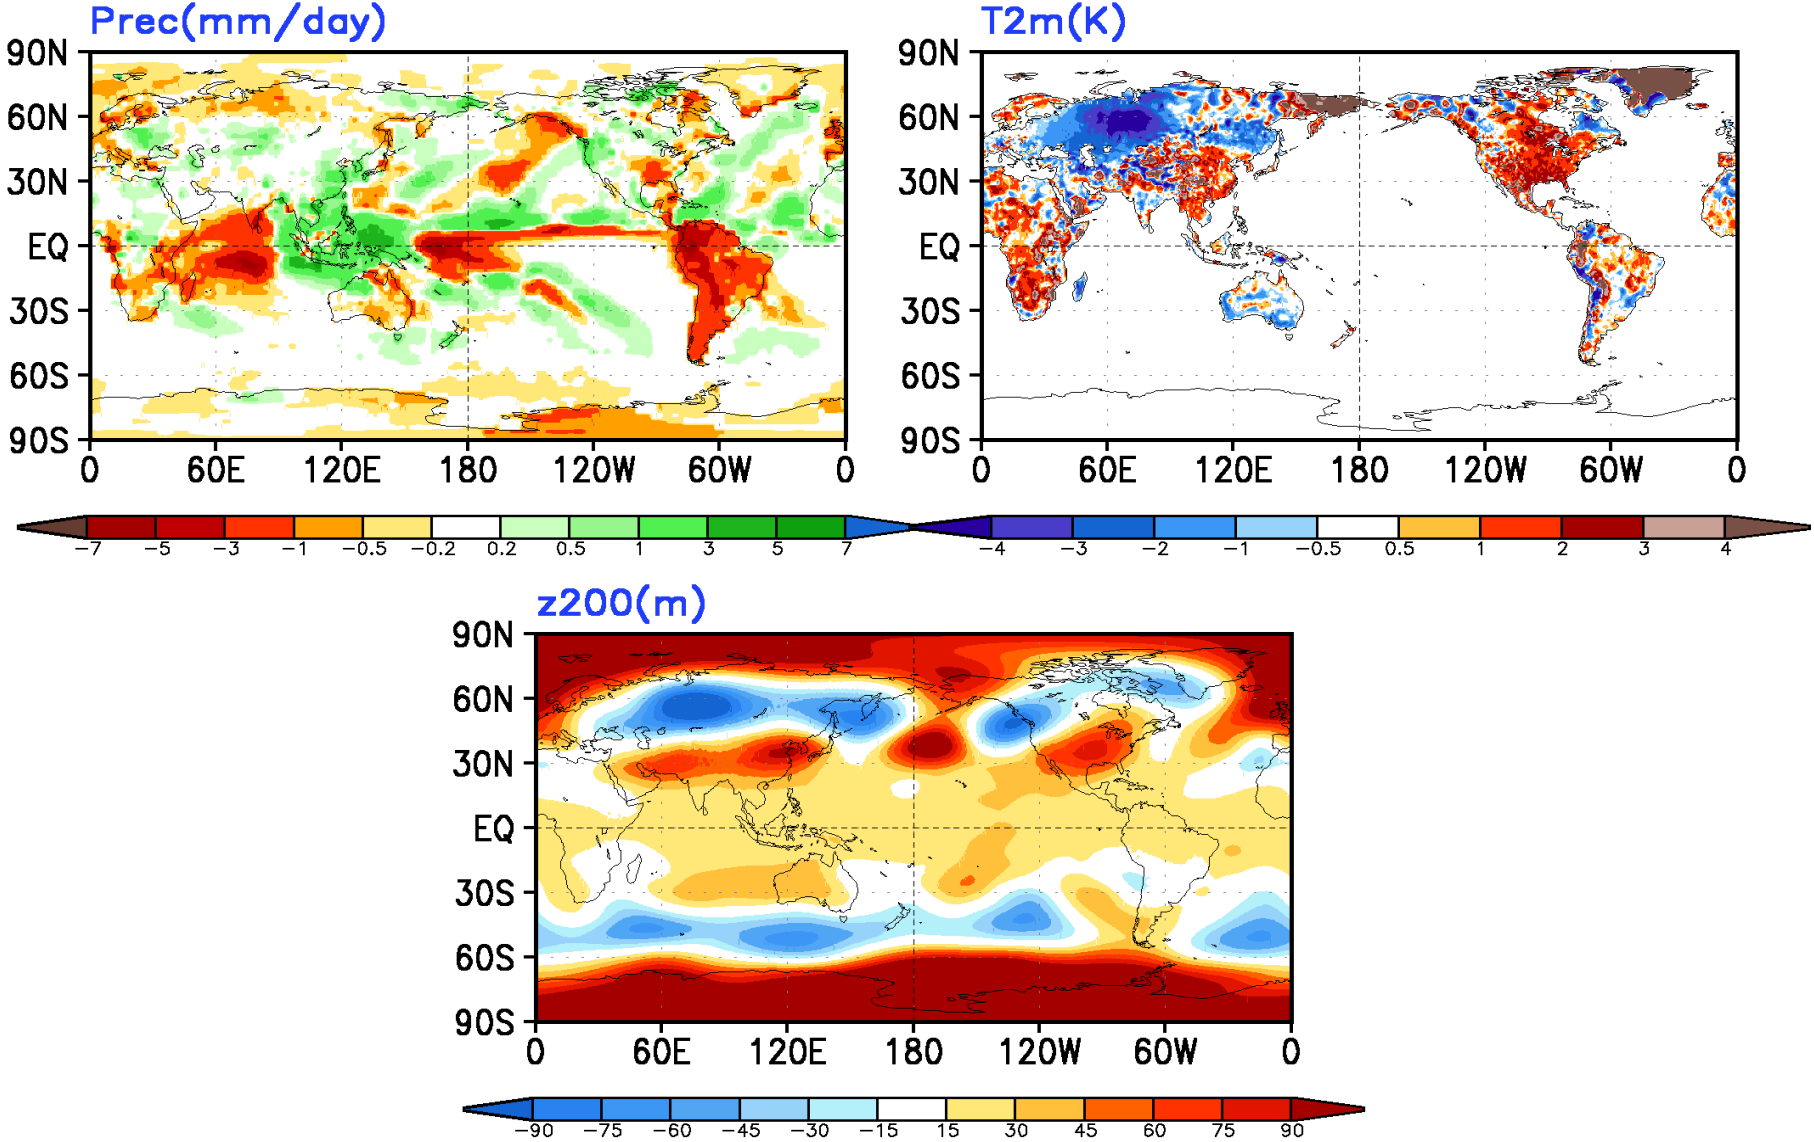 Prec(mm/day)
90N
60N
30N
EQ
30S
60S
90S
0 60E 120E 180 120W 60W 0
−7 −5 −3 −1 −0.5 −0.2 0.2 0.5 1 3 5 7
T2m(K)
90N
60N
30N
EQ
30S
60S
90S
0 60E 120E 180 120W 60W 0
−4 −3 −2 −1 −0.5 0.5 1 2 3 4
z200(m)
90N
60N
30N
EQ
30S
60S
90S
0 60E 120E 180 120W 60W 0
−90 −75 −60 −45 −30 −15 15 30 45 60 75 90